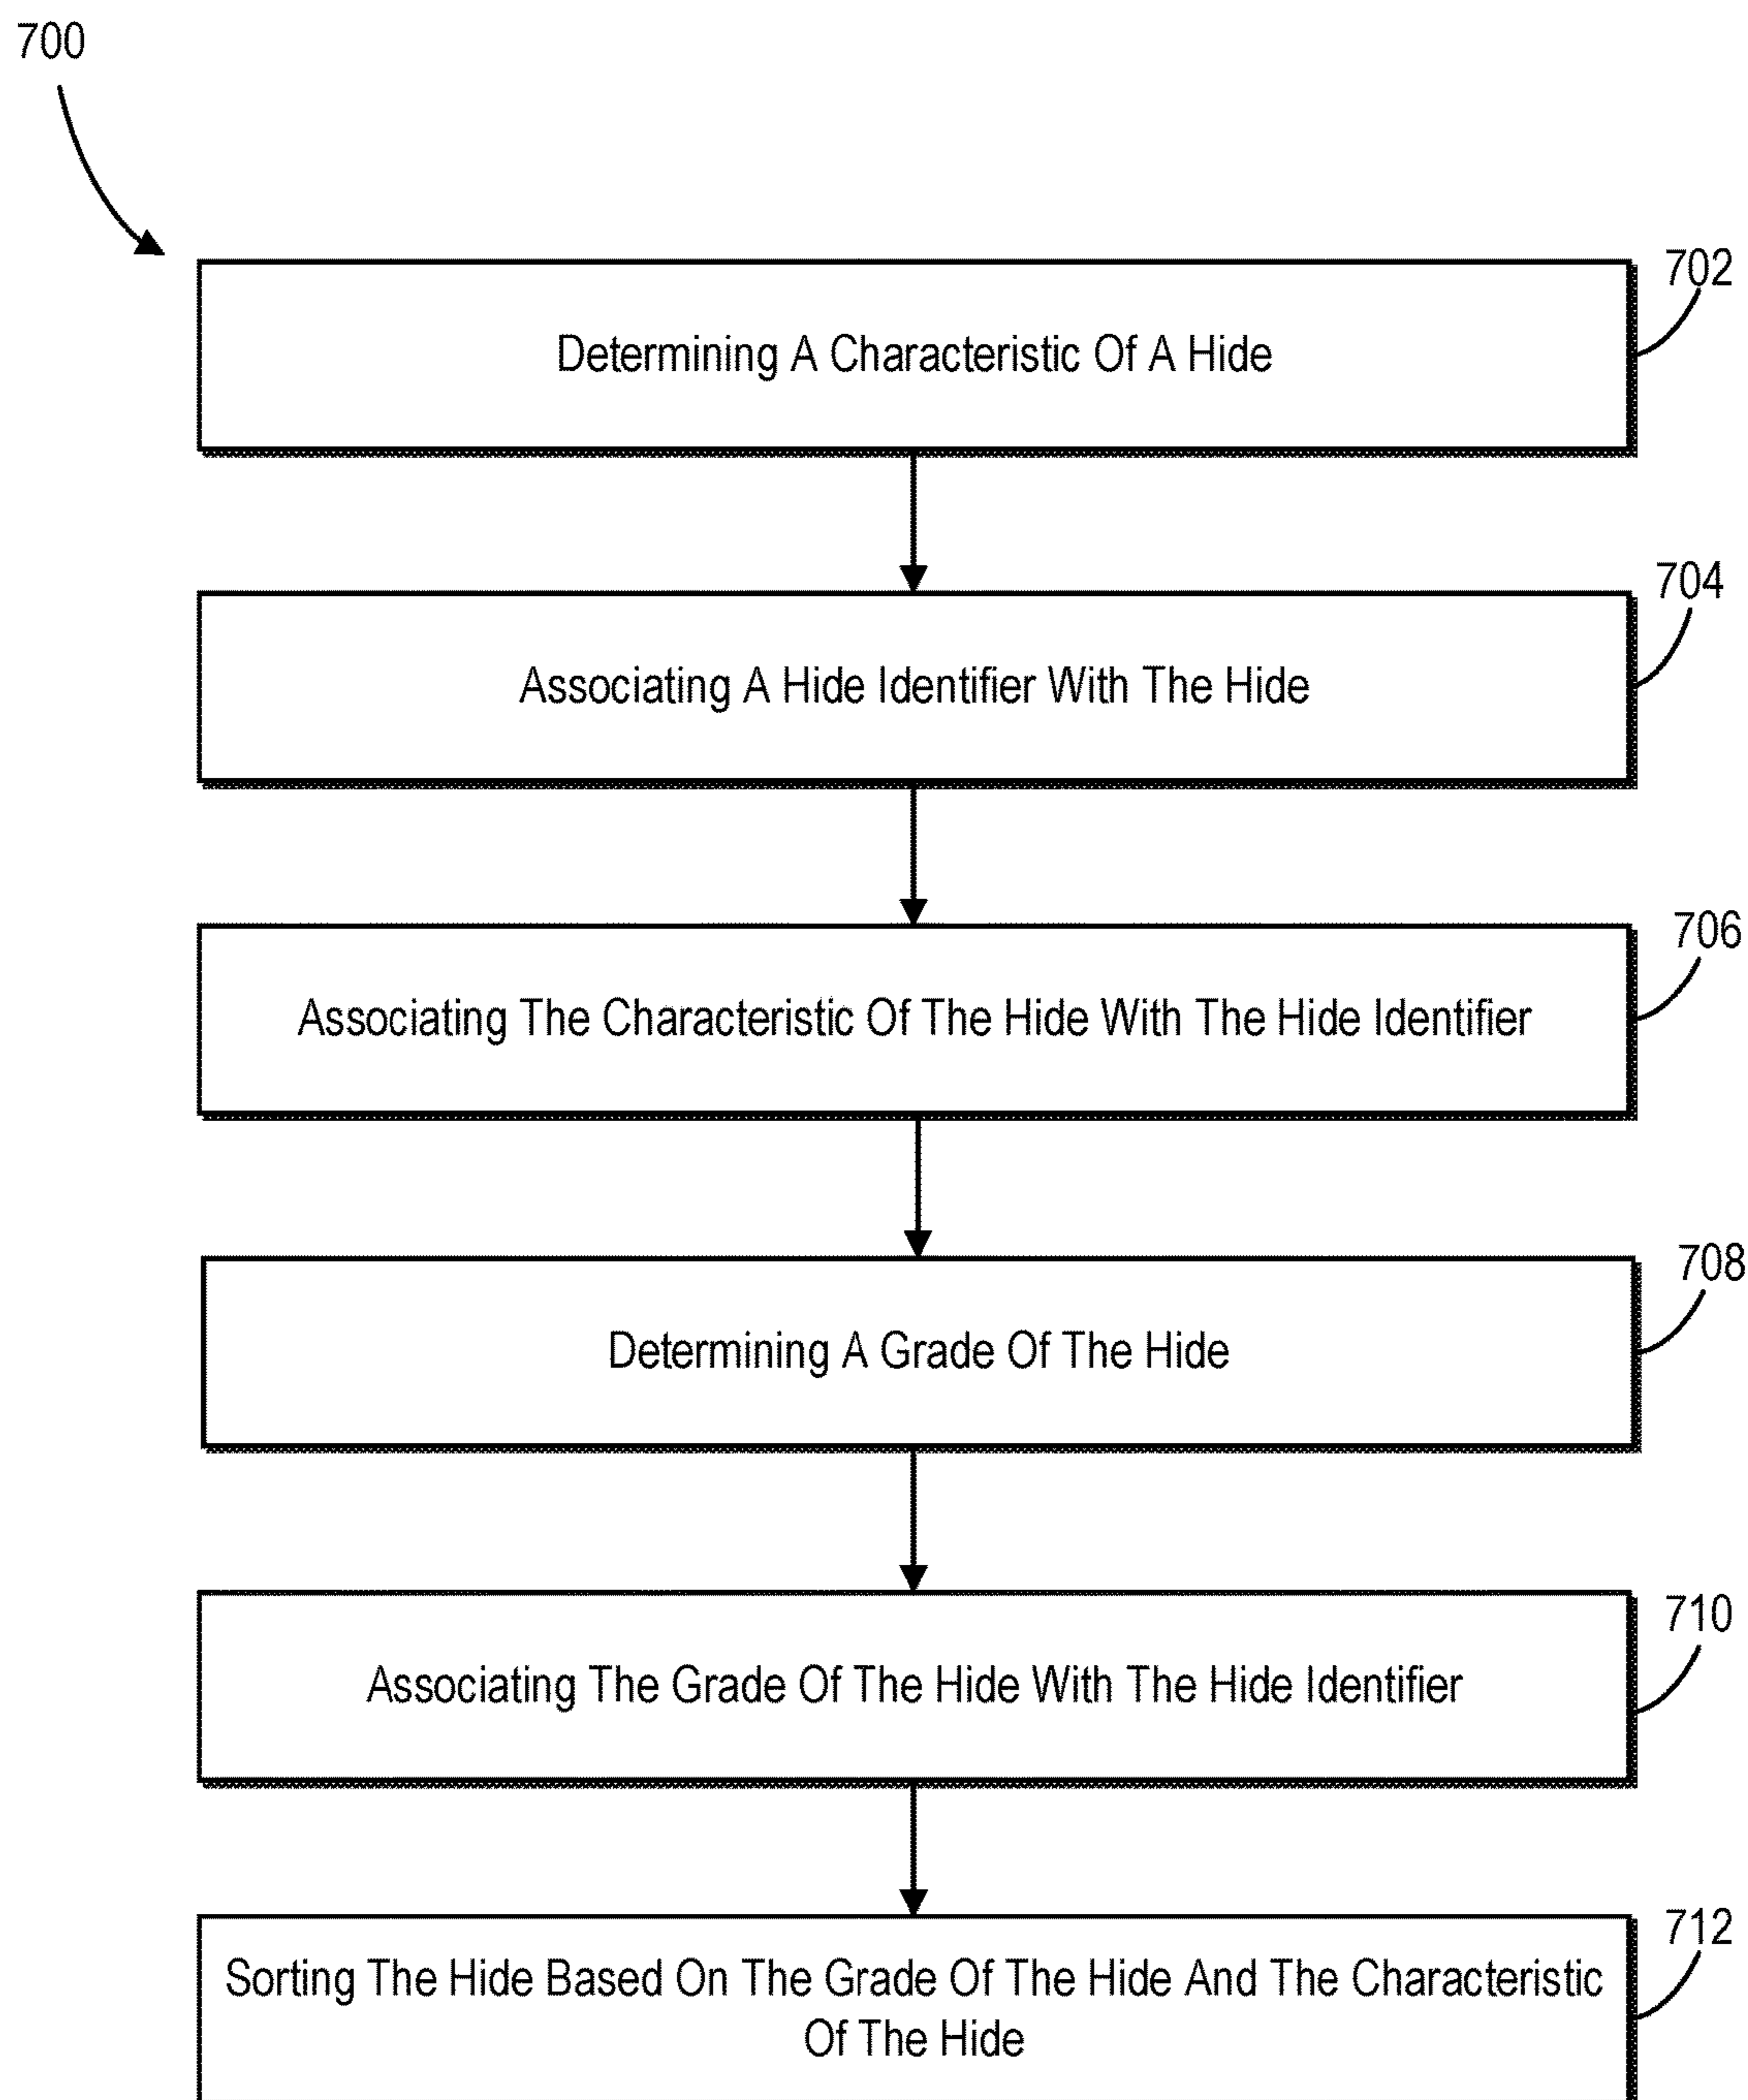 700
702
Determining A Characteristic Of A Hide
704
Associating A Hide Identifier With The Hide
706
Associating The Characteristic Of The Hide With The Hide Identifier
708
Determining A Grade Of The Hide
710
Associating The Grade Of The Hide With The Hide Identifier
712
Sorting The Hide Based On The Grade Of The Hide And The Characteristic
Of The Hide